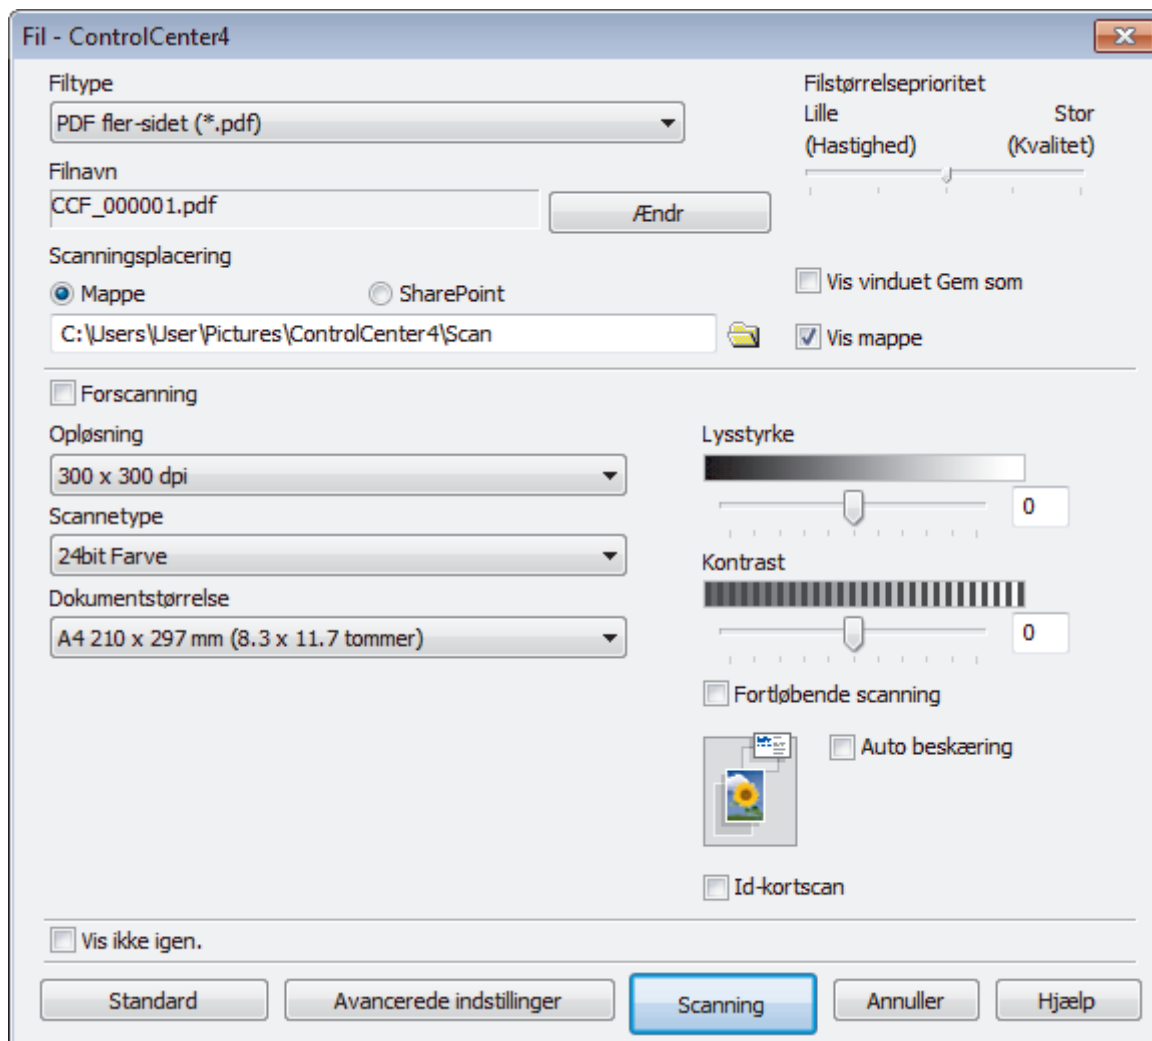 Fil - ControlCenter4
Filtype
PDF fler-sidet (*.pdf)
Filstørrelseprioritet
Lille Stor
(Hastighed) (Kvalitet)
Filnavn
CCF_000001.pdf
Ændr
Scanningsplacering
Mappe SharePoint
Vis vinduet Gem som
C:\Users\User\Pictures\ControlCenter4\Scan
Vis mappe
Forscanning
Opløsning
300 x 300 dpi
Scannetype
24bit Farve
Dokumentstørrelse
A4 210 x 297 mm (8.3 x 11.7 tommer)
Lysstyrke
0
Kontrast
0
Fortløbende scanning
Auto beskæring
Id-kortscan
Vis ikke igen.
Standard Avancerede indstillinger Scanning Annuller Hjælp